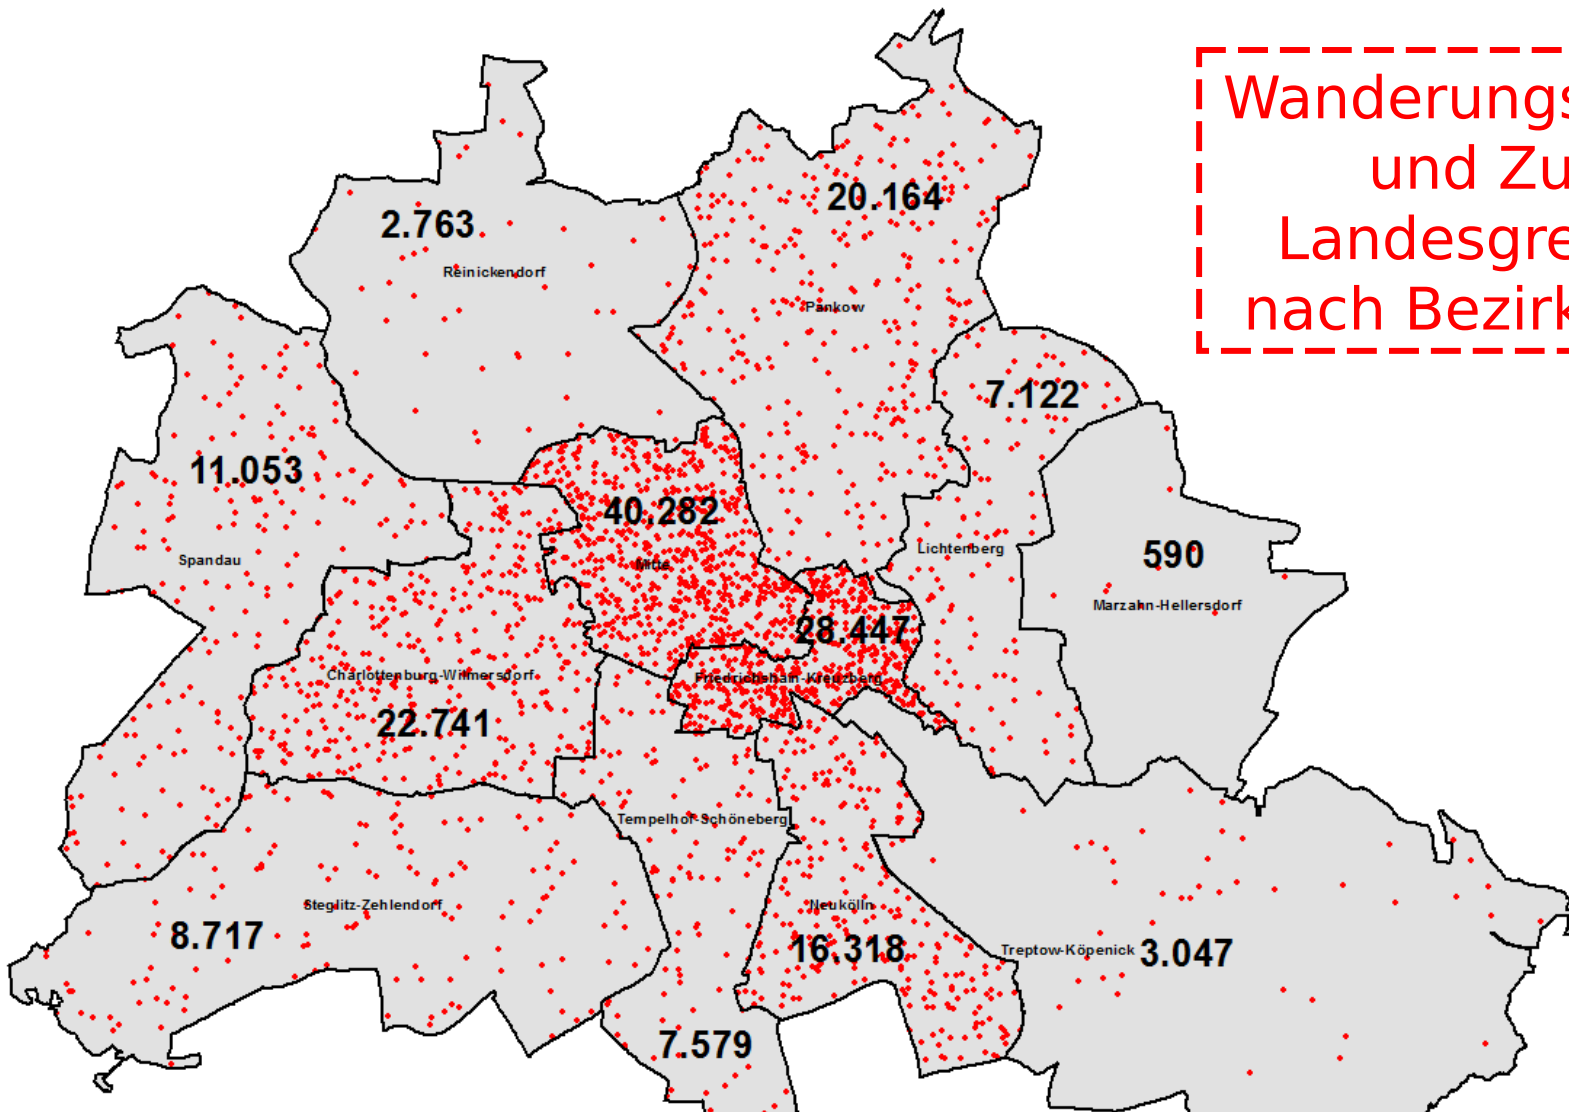 Wanderungs
und Zu
Landesgre
nach Bezirk
20.164
2.763
Reinickendorf
Pankow
7.122
11.053
40.282
Spandau
Mitte
Lichtenberg
590
Marzahn-Hellersdorf
28.447
Charlottenburg-Wilmersdorf
Friedrichshain-Kreuzberg
22.741
Tempelhof-Schöneberg
Steglitz-Zehlendorf
Neukölln
8.717
16.318
Treptow-Köpenick 3.047
7.579